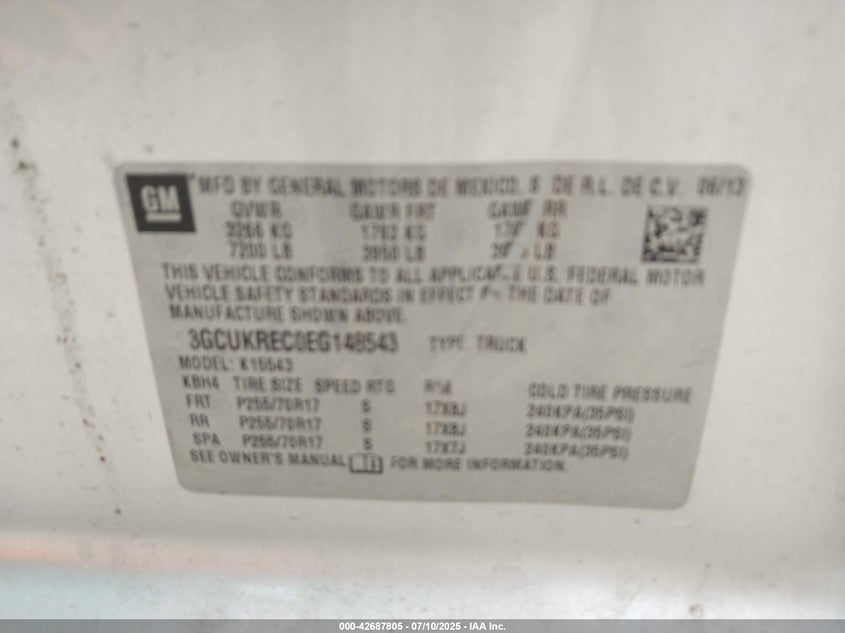 GM
MFD BY GENERAL MOTORS DE MEXICO, S. DE R.L. DE C.V. 06/13
GVWR GAWR FRT GAWR RR
3266 KG 1792 KG KG
7200 LB 3950 LB LB
THIS VEHICLE CONFORMS TO ALL APPLICABLE U.S. FEDERAL MOTOR
VEHICLE SAFETY STANDARDS IN EFFECT THE DATE OF
MANUFACTURE SHOWN ABOVE.
3GCUKREC0EG148543 TYPE: TRUCK
MODEL: K15543
KBH4 TIRE SIZE SPEED RTG RIM COLD TIRE PRESSURE
FRT P255/70R17 S 17X8J 240KPA(35PSI)
RR P255/70R17 S 17X8J 240KPA(35PSI)
SPA P255/70R17 S 17X7J 240KPA(35PSI)
SEE OWNER'S MANUAL FOR MORE INFORMATION.
000-42687805 - 07/10/2025 - IAA Inc.